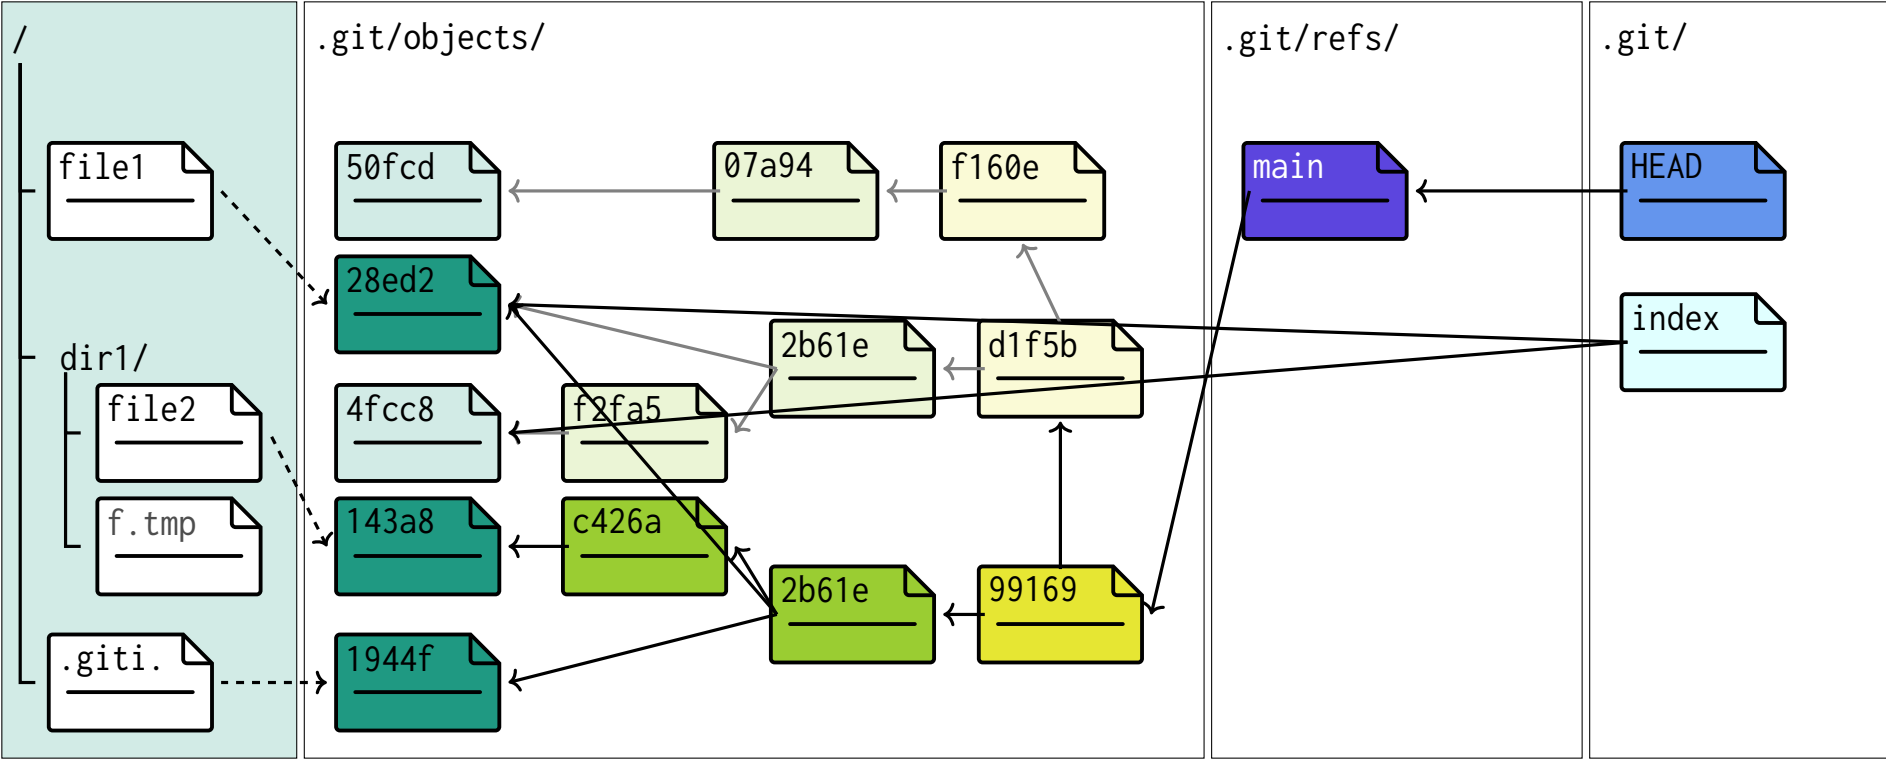 /
.git/objects/
.git/refs/
.git/
file1
50fcd
07a94
f160e
main
HEAD
28ed2
index
dir1/
2b61e
d1f5b
file2
4fcc8
f2fa5
f.tmp
143a8
c426a
2b61e
99169
.giti.
1944f